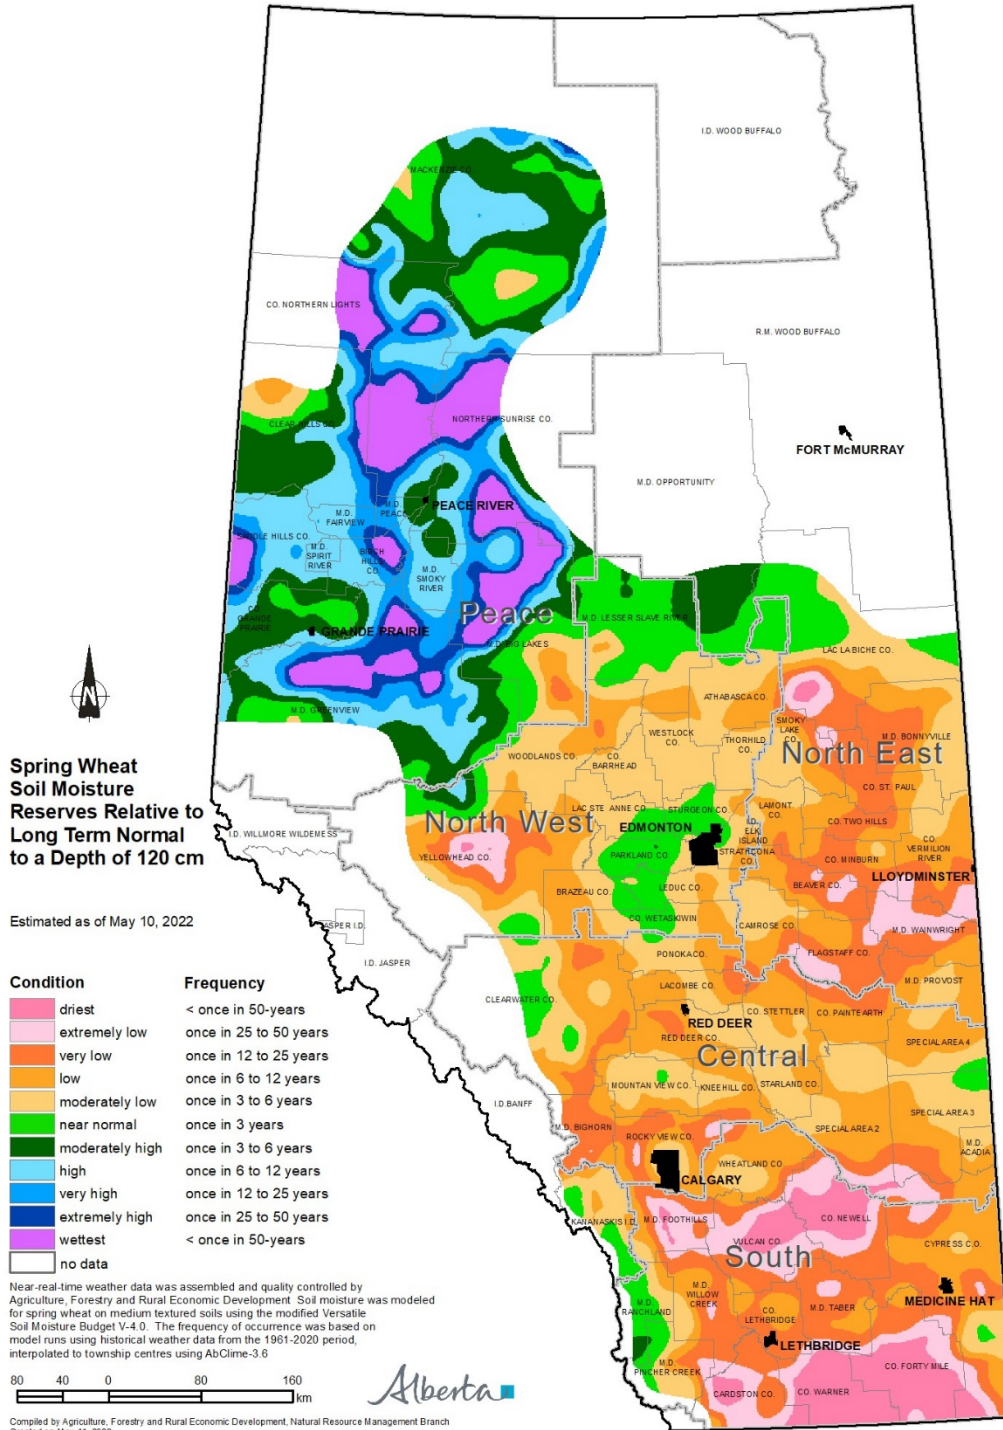 I.D. WOOD BUFFALO
MACKENZIE CO.
CO. NORTHERN LIGHTS
R.M. WOOD BUFFALO
CLEAR HILLS CO.
NORTHERN SUNRISE CO.
FORT McMURRAY
M.D. OPPORTUNITY
M.D.
PEACE
PEACE RIVER
M.D.
FAIRVIEW
SADDLE HILLS CO.
M.D.
SPIRIT
RIVER
BIRCH
HILLS
CO.
M.D.
SMOKY
RIVER
CO.
GRANDE
PRAIRIE
GRANDE PRAIRIE
Peace
M.D. LESSER SLAVE RIVER
M.D. BIG LAKES
LAC LA BICHE CO.
N
M.D. GREENVIEW
ATHABASCA CO.
SMOKY
LAKE
CO.
M.D. BONNYVILLE
WESTLOCK
CO.
THORHILD
CO.
North East
WOODLANDS CO.
CO.
BARRHEAD
CO. ST. PAUL
Spring Wheat
Soil Moisture
Reserves Relative to
Long Term Normal
to a Depth of 120 cm
North West
LAC STE ANNE CO.
STURGEON CO.
LAMONT
CO.
CO. TWO HILLS
EDMONTON
I.D.
ELK
ISLAND
STRATHCONA
CO.
I.D. WILLMORE WILDERNESS
YELLOWHEAD CO.
PARKLAND CO.
CO. MINBURN
CO.
VERMILION
RIVER
LLOYDMINSTER
BRAZEAU CO.
LEDUC CO.
BEAVER CO.
Estimated as of May 10, 2022
CO. WETASKIWIN
CAMROSE CO.
M.D. WAINWRIGHT
JASPER I.D.
I.D. JASPER
PONOKA CO.
FLAGSTAFF CO.
CLEARWATER CO.
LACOMBE CO.
M.D. PROVOST
RED DEER
RED DEER CO.
CO. STETTLER
CO. PAINTEARTH
SPECIAL AREA 4
Central
MOUNTAIN VIEW CO.
KNEEHILL CO.
STARLAND CO.
I.D. BANFF
M.D. BIGHORN
SPECIAL AREA 3
SPECIAL AREA 2
ROCKY VIEW CO.
M.D.
ACADIA
WHEATLAND CO.
CALGARY
KANANASKIS I.D.
M.D. FOOTHILLS
CO. NEWELL
VULCAN CO.
South
CYPRESS C.O.
M.D.
WILLOW
CREEK
M.D.
RANCHLAND
CO.
LETHBRIDGE
M.D. TABER
MEDICINE HAT
LETHBRIDGE
M.D.
PINCHER CREEK
CO. FORTY MILE
CARDSTON CO.
CO. WARNER
Condition Frequency
driest < once in 50-years
extremely low once in 25 to 50 years
very low once in 12 to 25 years
low once in 6 to 12 years
moderately low once in 3 to 6 years
near normal once in 3 years
moderately high once in 3 to 6 years
high once in 6 to 12 years
very high once in 12 to 25 years
extremely high once in 25 to 50 years
wettest < once in 50-years
no data
Near-real-time weather data was assembled and quality controlled by
Agriculture, Forestry and Rural Economic Development Soil moisture was modeled
for spring wheat on medium textured soils using the modified Versatile
Soil Moisture Budget V-4.0. The frequency of occurrence was based on
model runs using historical weather data from the 1961-2020 period,
interpolated to township centres using AbClime-3.6
80 40 0 80 160
km
Alberta
Compiled by Agriculture, Forestry and Rural Economic Development, Natural Resource Management Branch